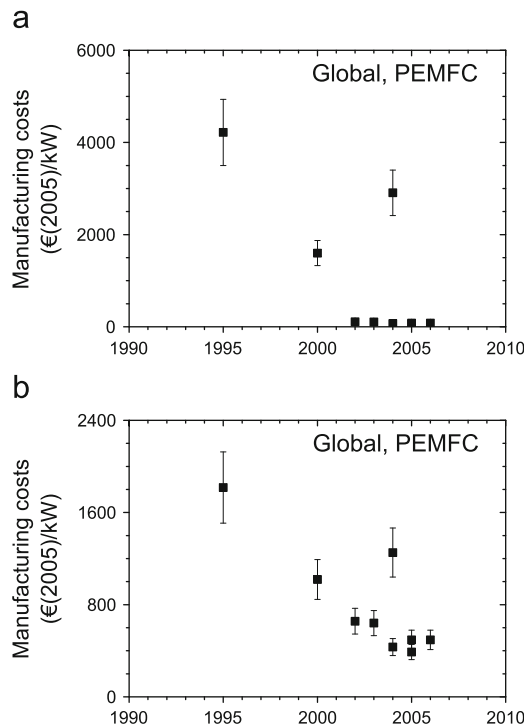 a
6000
Global, PEMFC
Manufacturing costs
(€(2005)/kW)
4000
2000
0
1990 1995 2000 2005 2010
b
2400
Global, PEMFC
Manufacturing costs
(€(2005)/kW)
1600
800
0
1990 1995 2000 2005 2010